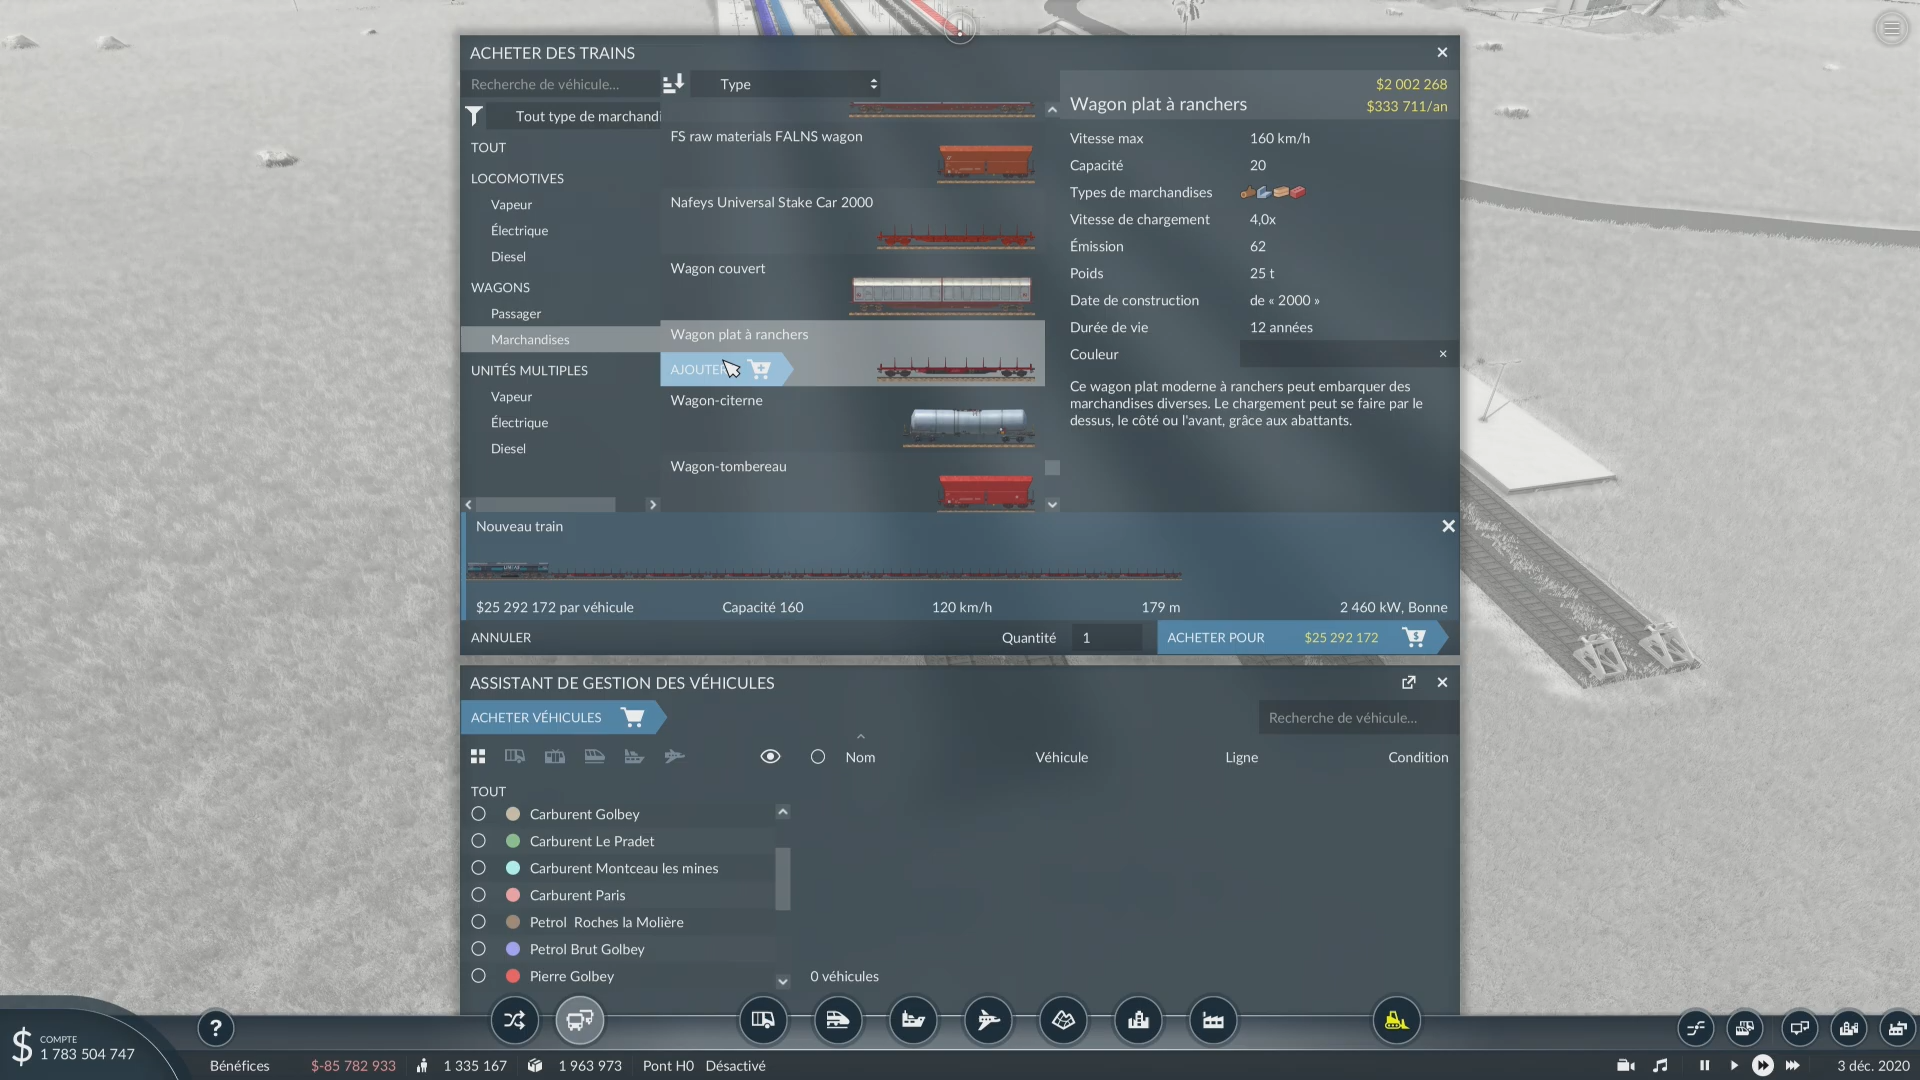 ACHETER DES TRAINS
Recherche de véhicule...
Type
Tout type de marchandi
TOUT
LOCOMOTIVES
Vapeur
Électrique
Diesel
WAGONS
Passager
Marchandises
UNITÉS MULTIPLES
Vapeur
Électrique
Diesel
FS raw materials FALNS wagon
Nafeys Universal Stake Car 2000
Wagon couvert
Wagon plat à ranchers
AJOUTER
Wagon-citerne
Wagon-tombereau
$2 002 268
Wagon plat à ranchers
$333 711/an
Vitesse max 160 km/h
Capacité 20
Types de marchandises
Vitesse de chargement 4,0x
Émission 62
Poids 25 t
Date de construction de « 2000 »
Durée de vie 12 années
Couleur
Ce wagon plat moderne à ranchers peut embarquer des
marchandises diverses. Le chargement peut se faire par le
dessus, le côté ou l'avant, grâce aux abattants.
Nouveau train
$25 292 172 par véhicule Capacité 160 120 km/h 179 m 2 460 kW, Bonne
ANNULER Quantité 1 ACHETER POUR $25 292 172
ASSISTANT DE GESTION DES VÉHICULES
ACHETER VÉHICULES
Recherche de véhicule...
Nom Véhicule Ligne Condition
TOUT
Carburent Golbey
Carburent Le Pradet
Carburent Montceau les mines
Carburent Paris
Petrol Roches la Molière
Petrol Brut Golbey
Pierre Golbey
0 véhicules
?
$ COMPTE
1 783 504 747
Bénéfices $-85 782 933 1 335 167 1 963 973 Pont H0 Désactivé
3 déc. 2020